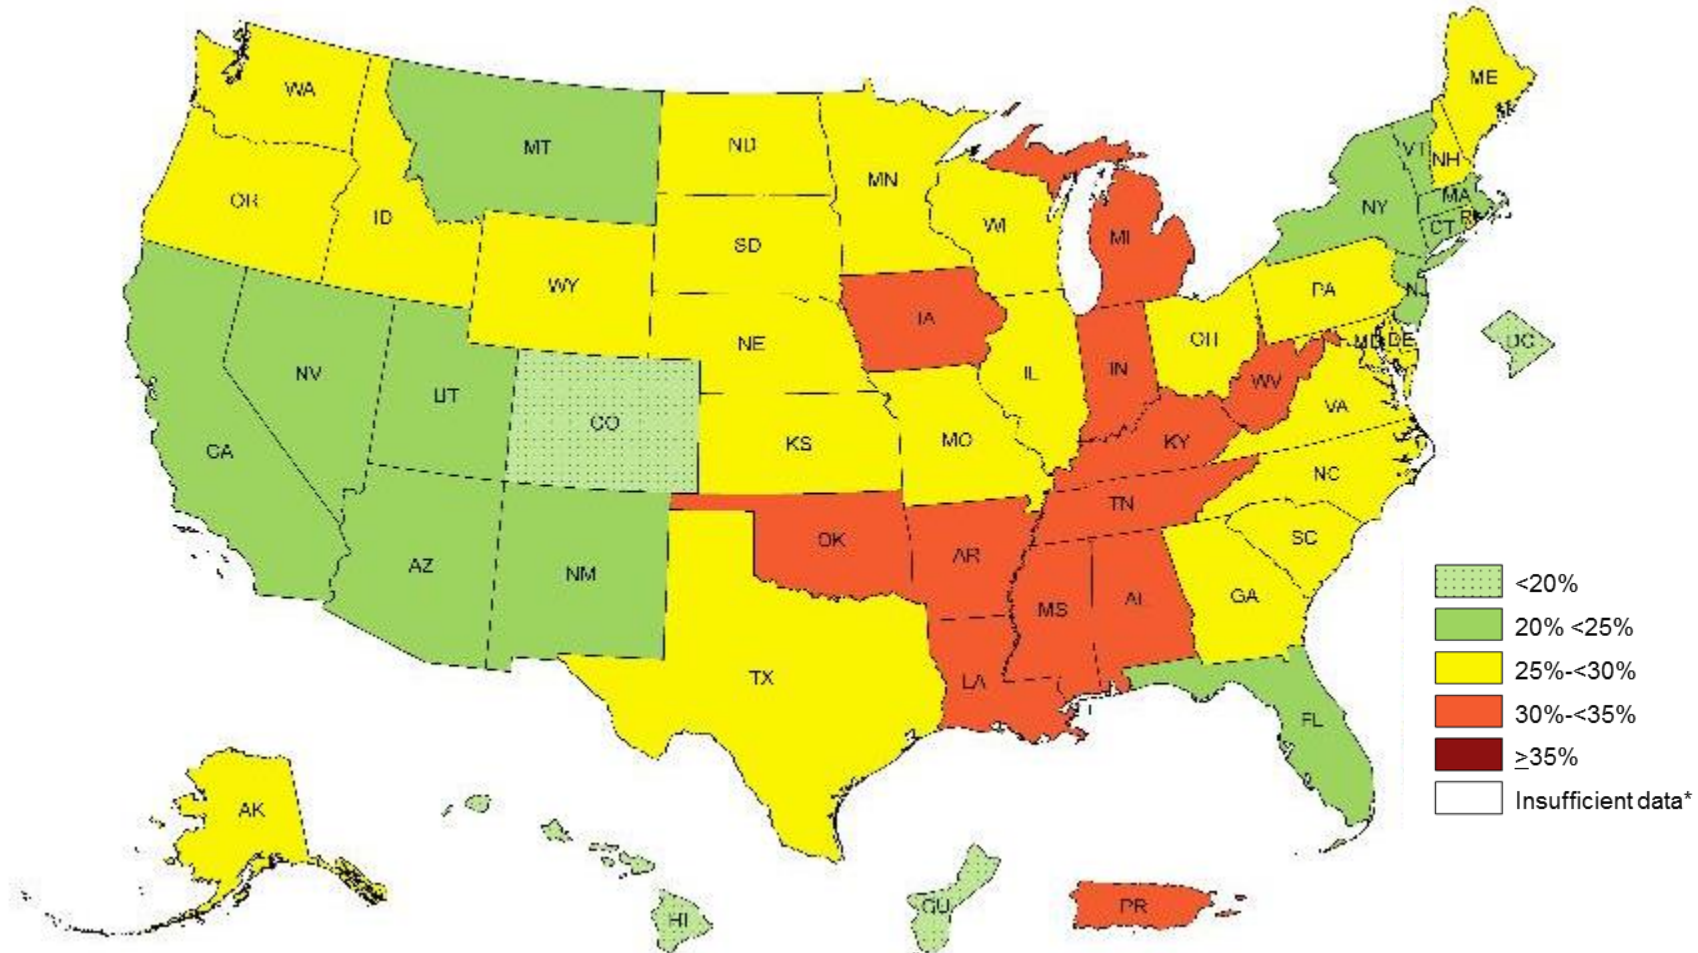 ME
WA
MT
ND
VT
NH
MN
OR
MA
NY
RI
ID
WI
CT
MI
SD
WY
PA
NJ
IA
NE
OH
MD
DE
DC
NV
IL
IN
WV
UT
VA
CO
KS
MO
KY
CA
NC
TN
OK
SC
AR
AZ
NM
GA
AL
MS
<20%
20% <25%
TX
LA
25%-<30%
FL
30%-<35%
≥35%
AK
Insufficient data*
HI
GU
PR